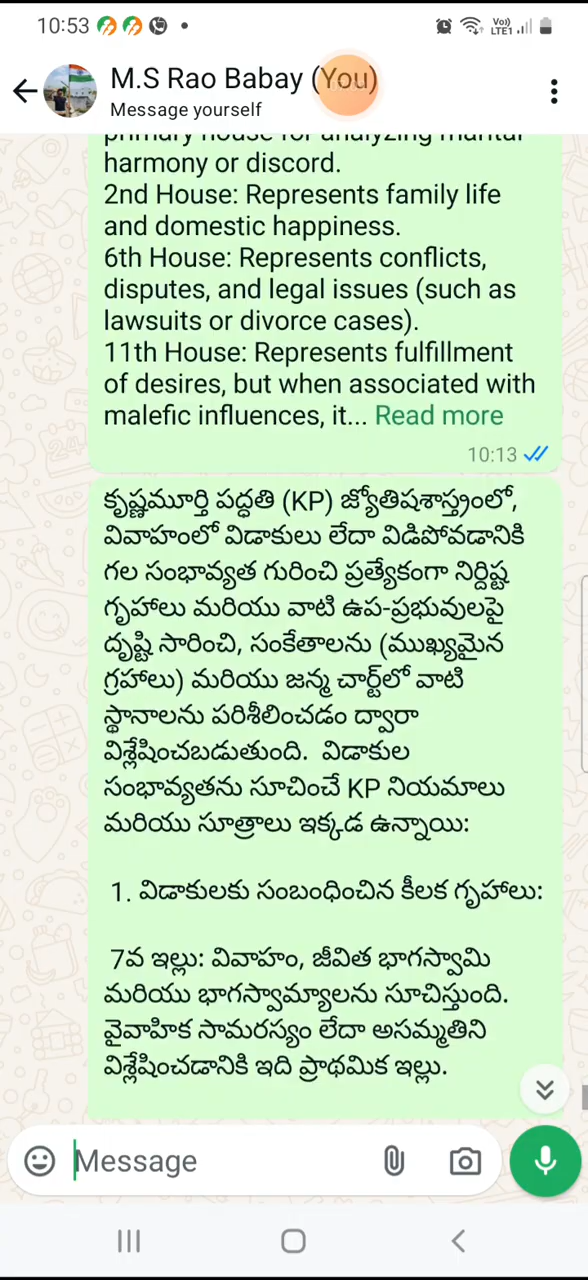 10:53
Vo))
LTE1
M.S Rao Babay (You)
Message yourself
primary house for analyzing marital
harmony or discord.
2nd House: Represents family life
and domestic happiness.
6th House: Represents conflicts,
disputes, and legal issues (such as
lawsuits or divorce cases).
11th House: Represents fulfillment
of desires, but when associated with
malefic influences, it... Read more
10:13
కృష్ణమూర్తి పద్ధతి (KP) జ్యోతిషశాస్త్రంలో,
వివాహంలో విడాకులు లేదా విడిపోవడానికి
గల సంభావ్యత గురించి ప్రత్యేకంగా నిర్దిష్ట
గృహాలు మరియు వాటి ఉప-ప్రభువులపై
దృష్టి సారించి, సంకేతాలను (ముఖ్యమైన
గ్రహాలు) మరియు జన్మ చార్ట్‌లో వాటి
స్థానాలను పరిశీలించడం ద్వారా
విశ్లేషించబడుతుంది. విడాకుల
సంభావ్యతను సూచించే KP నియమాలు
మరియు సూత్రాలు ఇక్కడ ఉన్నాయి:
1. విడాకులకు సంబంధించిన కీలక గృహాలు:
7వ ఇల్లు: వివాహం, జీవిత భాగస్వామి
మరియు భాగస్వామ్యాలను సూచిస్తుంది.
వైవాహిక సామరస్యం లేదా అసమ్మతిని
విశ్లేషించడానికి ఇది ప్రాథమిక ఇల్లు.
Message